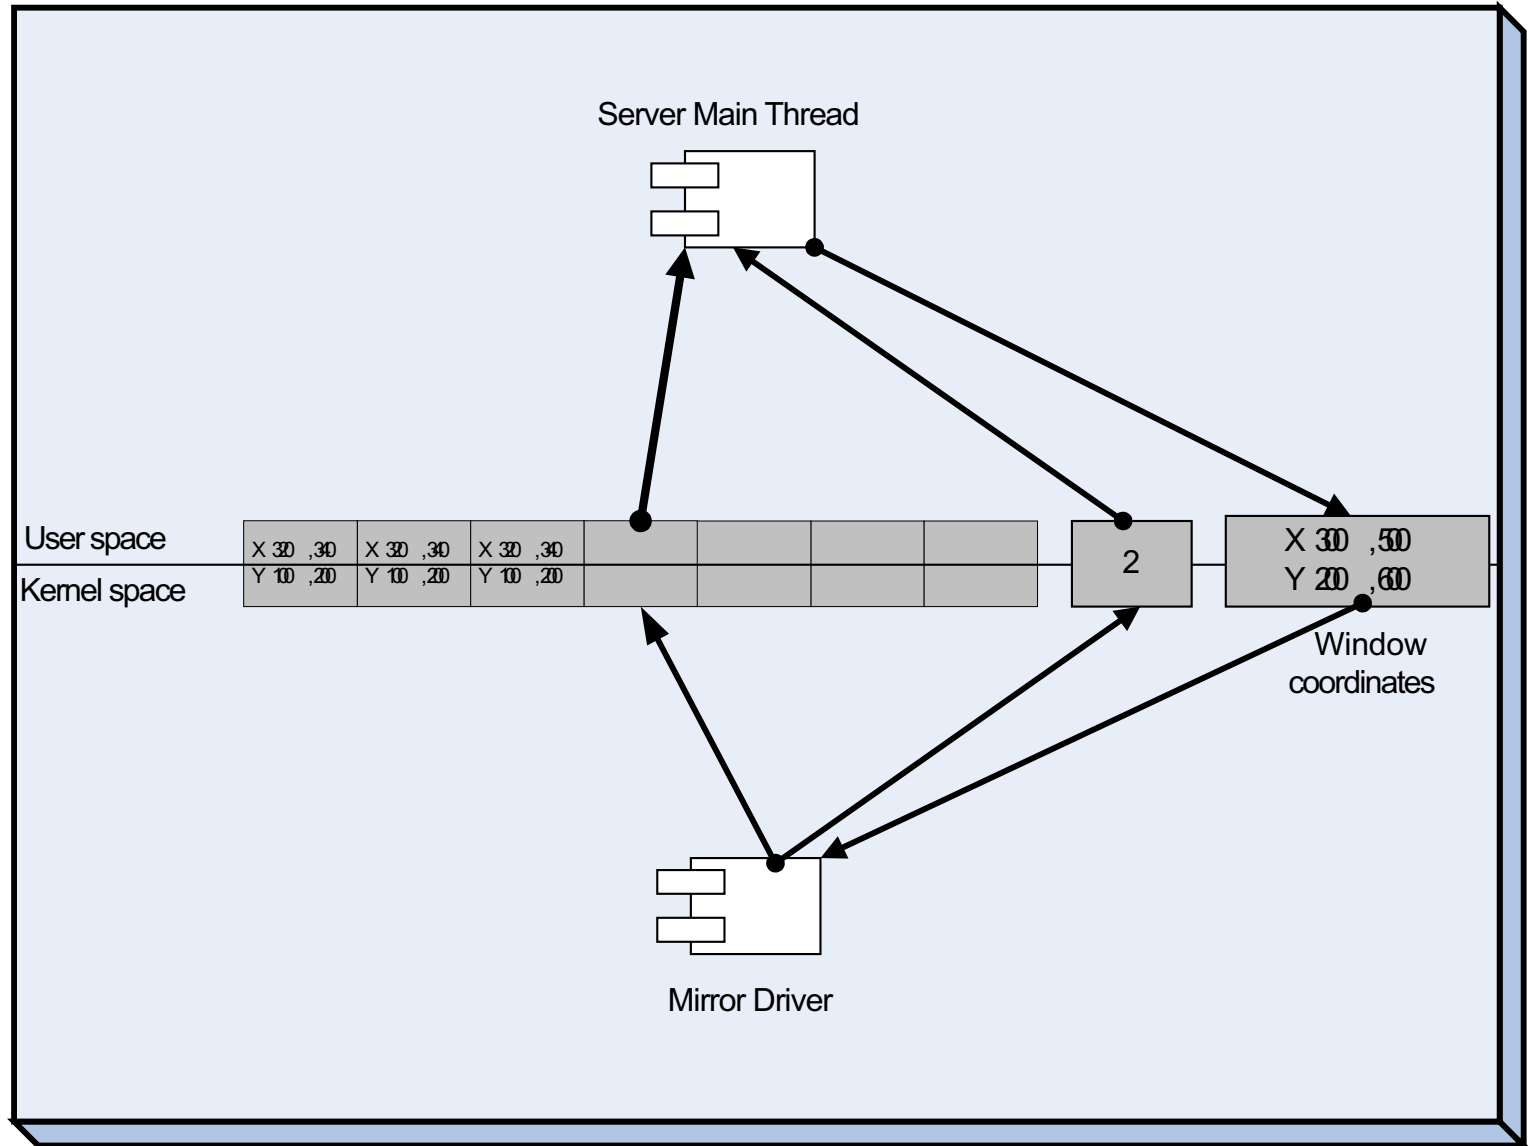 Server Main Thread
User space
Kernel space
X 320 ,340
Y 100 ,200
X 320 ,340
Y 100 ,200
X 320 ,340
Y 100 ,200
2
X 300 ,500
Y 200 ,600
Window
coordinates
Mirror Driver